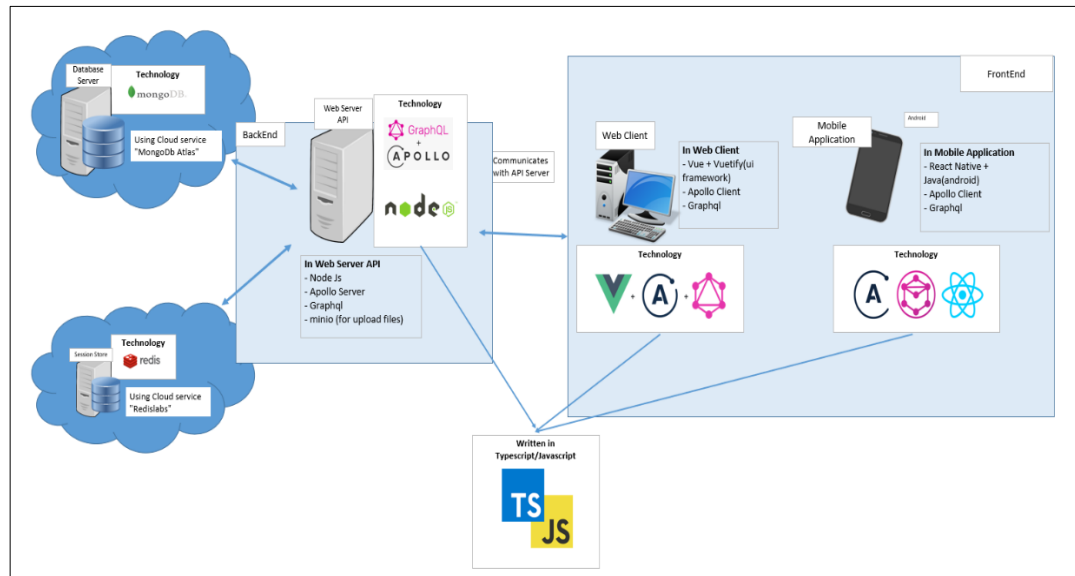 Database
Server
Technology
mongoDB
Using Cloud service
"MongoDb Atlas"
BackEnd
Web Server
API
Technology
GraphQL
+
APOLLO
node
JS
Communicates
with API Server
In Web Server API
- Node Js
- Apollo Server
- Graphql
- minio (for upload files)
Session Store
Technology
redis
Using Cloud service
"Redislabs"
FrontEnd
Web Client
In Web Client
- Vue + Vuetify(ui
framework)
- Apollo Client
- Graphql
Technology
+ A +
Mobile
Application
Android
In Mobile Application
- React Native +
Java(android)
- Apollo Client
- Graphql
Technology
A
Written in
Typescript/Javascript
TS
JS